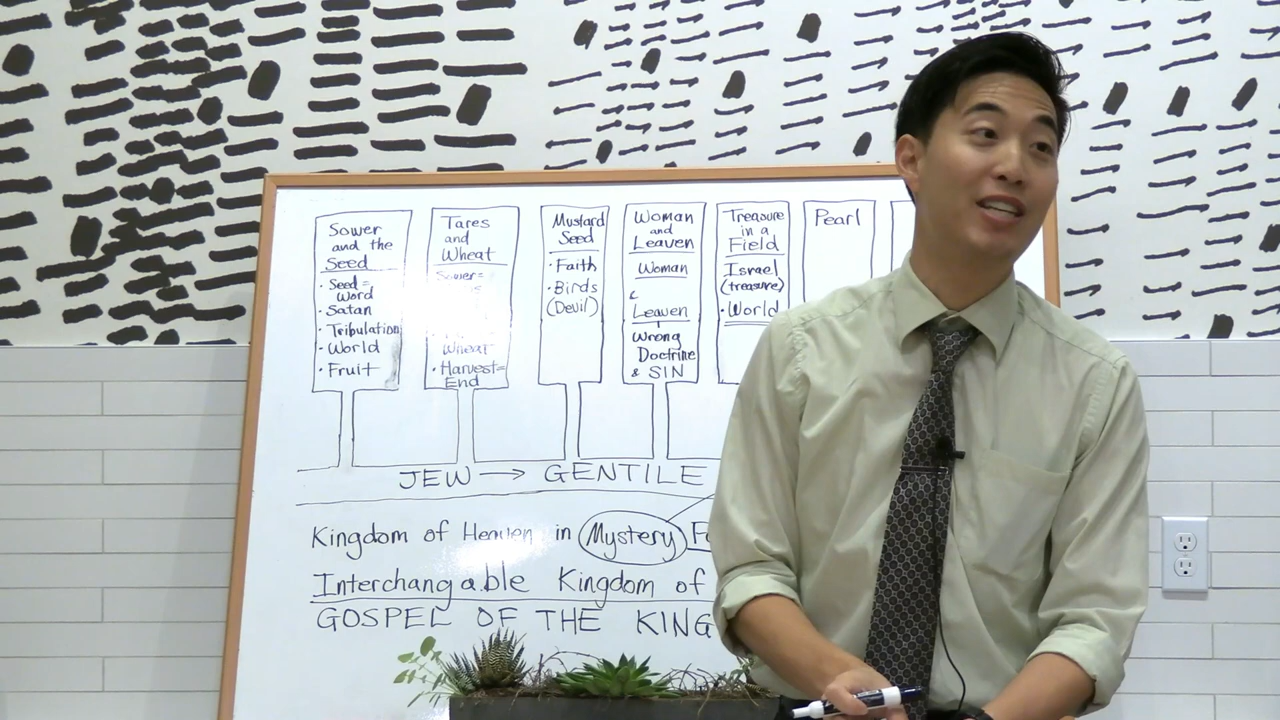 Sower
and the
Seed
• Seed =
Word
• Satan
• Tribulation
• World
• Fruit
Tares
and
Wheat
Sower =
Wheat
• Harvest =
End
Mustard
Seed
• Faith
• Birds
(Devil)
Woman
and
Leaven
Woman
&
Leaven
Wrong
Doctrine
& SIN
Treasure
in a
Field
Israel
(treasure)
• World
Pearl
JEW → GENTILE
Kingdom of Heaven in Mystery
Interchangable Kingdom of
GOSPEL OF THE KING